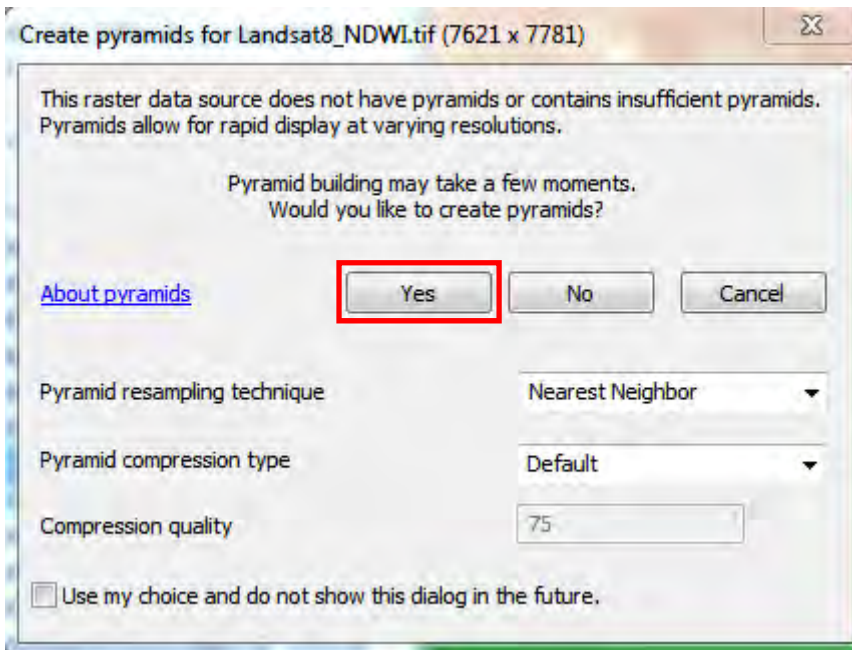 Create pyramids for Landsat8_NDWI.tif (7621 x 7781)
This raster data source does not have pyramids or contains insufficient pyramids.
Pyramids allow for rapid display at varying resolutions.
Pyramid building may take a few moments.
Would you like to create pyramids?
About pyramids Yes No Cancel
Pyramid resampling technique Nearest Neighbor
Pyramid compression type Default
Compression quality 75
Use my choice and do not show this dialog in the future.